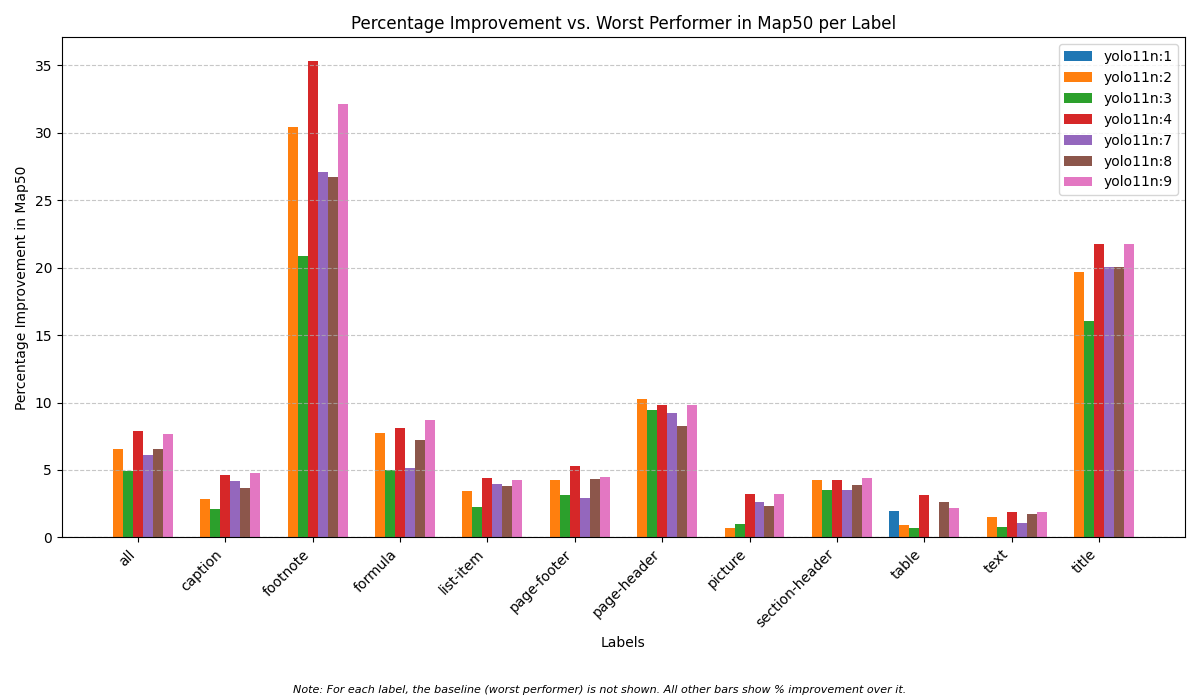 Percentage Improvement vs. Worst Performer in Map50 per Label
yolo11n:1
yolo11n:2
yolo11n:3
yolo11n:4
yolo11n:7
yolo11n:8
yolo11n:9
Percentage Improvement in Map50
35
30
25
20
15
10
5
0
all
caption
footnote
formula
list-item
page-footer
page-header
picture
section-header
table
text
title
Labels
Note: For each label, the baseline (worst performer) is not shown. All other bars show % improvement over it.